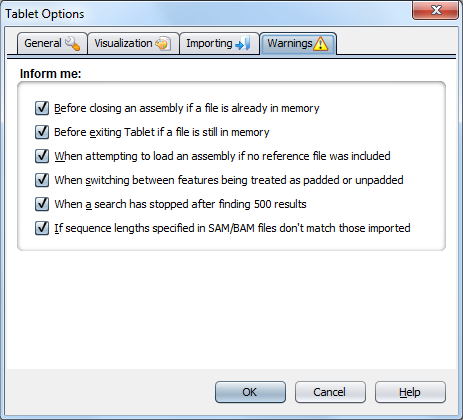 Tablet Options
General Visualization Importing Warnings
Inform me:
Before closing an assembly if a file is already in memory
Before exiting Tablet if a file is still in memory
When attempting to load an assembly if no reference file was included
When switching between features being treated as padded or unpadded
When a search has stopped after finding 500 results
If sequence lengths specified in SAM/BAM files don't match those imported
OK Cancel Help